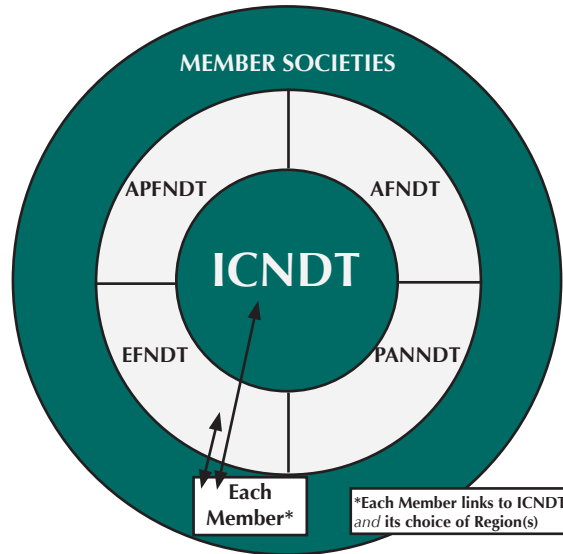 MEMBER SOCIETIES
APFNDT
AFNDT
ICNDT
EFNDT
PANNDT
Each
Member*
*Each Member links to ICNDT
and its choice of Region(s)